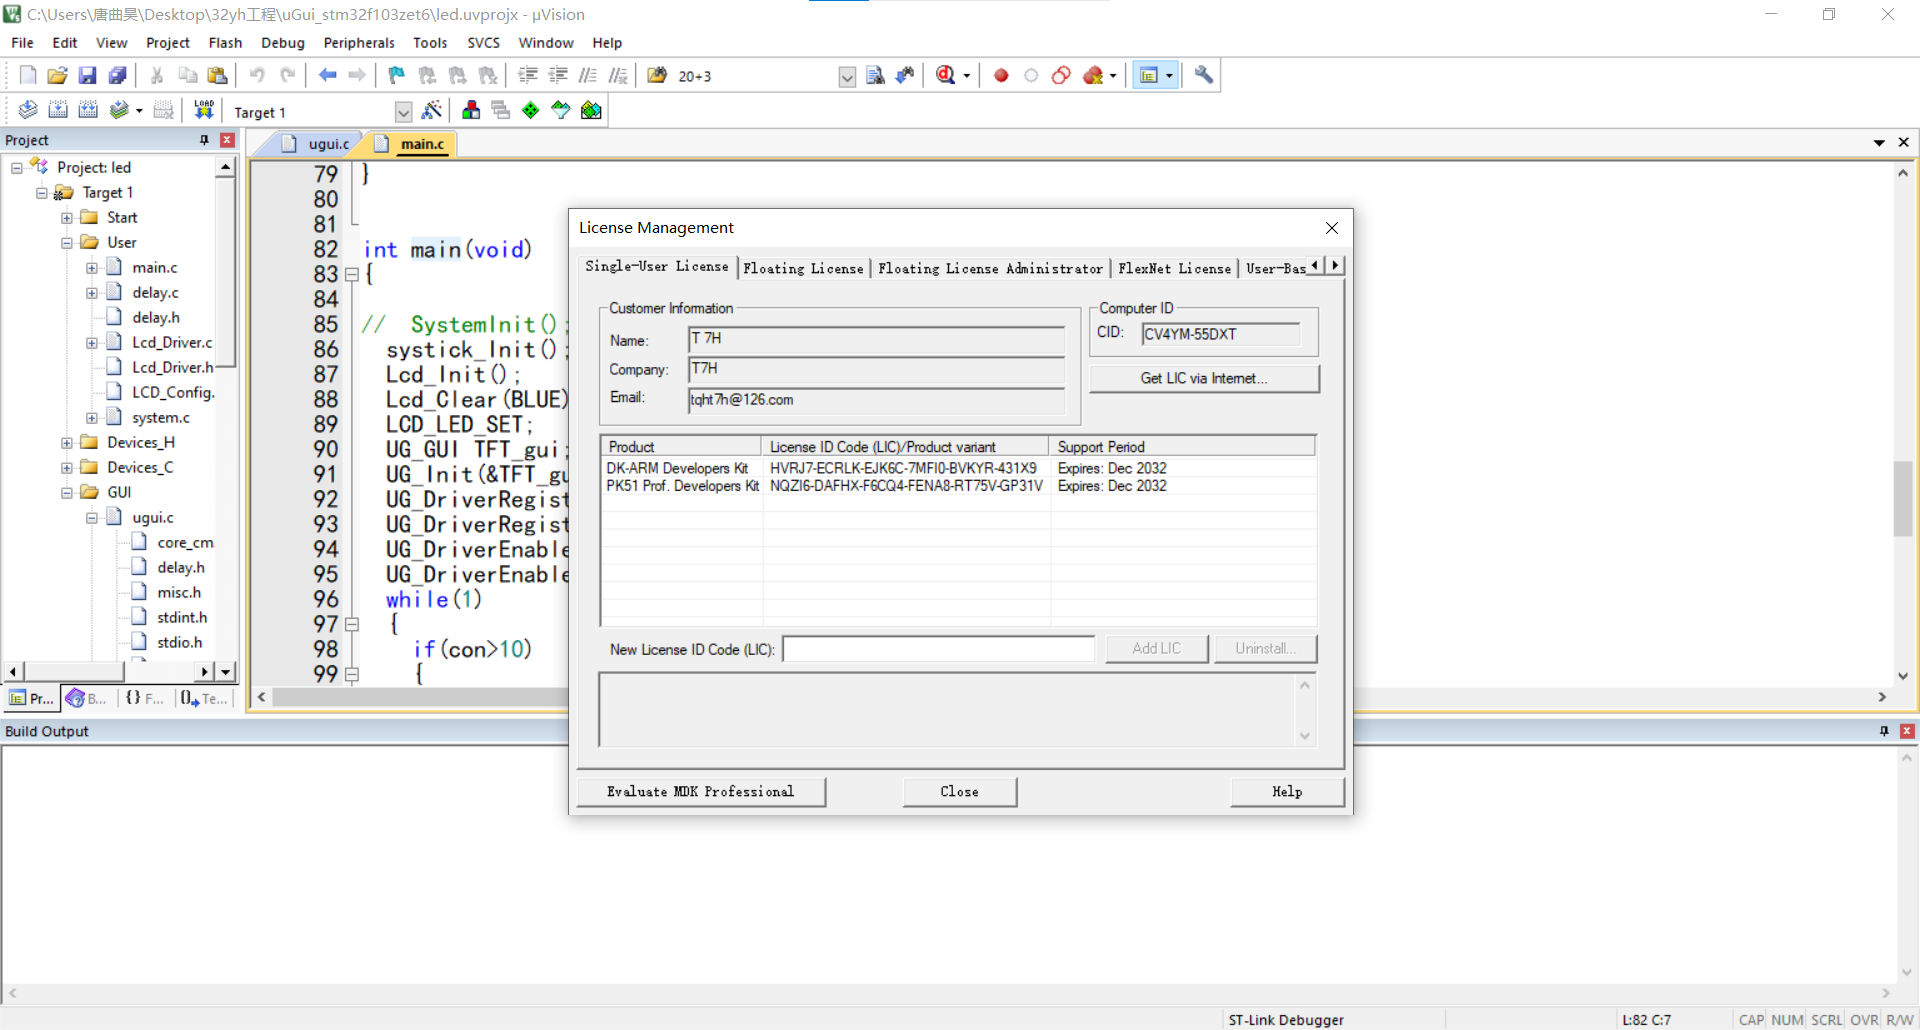 C:\Users\唐曲昊\Desktop\32yh工程\uGui_stm32f103zet6\led.uvprojx - µVision
File Edit View Project Flash Debug Peripherals Tools SVCS Window Help
20+3
LOAD Target 1
Project
Project: led
Target 1
Start
User
main.c
delay.c
delay.h
Lcd_Driver.c
Lcd_Driver.h
LCD_Config.
system.c
Devices_H
Devices_C
GUI
ugui.c
core_cm
delay.h
misc.h
stdint.h
stdio.h
Pr... B... {} F... Te...
ugui.c main.c
79 }
80
81
82 int main(void)
83 {
84
85 // SystemInit();
86 systick_Init();
87 Lcd_Init();
88 Lcd_Clear(BLUE)
89 LCD_LED_SET;
90 UG_GUI TFT_gui;
91 UG_Init(&TFT_gu
92 UG_DriverRegist
93 UG_DriverRegist
94 UG_DriverEnable
95 UG_DriverEnable
96 while(1)
97 {
98 if(con>10)
99 {
License Management
Single-User License Floating License Floating License Administrator FlexNet License User-Bas
Customer Information
Name: T 7H
Company: T7H
Email: tqht7h@126.com
Computer ID
CID: CV4YM-55DXT
Get LIC via Internet...
Product License ID Code (LIC)/Product variant Support Period
DK-ARM Developers Kit HVRJ7-ECRLK-EJK6C-7MFI0-BVKYR-431X9 Expires: Dec 2032
PK51 Prof. Developers Kit NQZI6-DAFHX-F6CQ4-FENA8-RT75V-GP31V Expires: Dec 2032
New License ID Code (LIC): Add LIC Uninstall...
Evaluate MDK Professional Close Help
Build Output
ST-Link Debugger L:82 C:7 CAP NUM SCRL OVR R/W